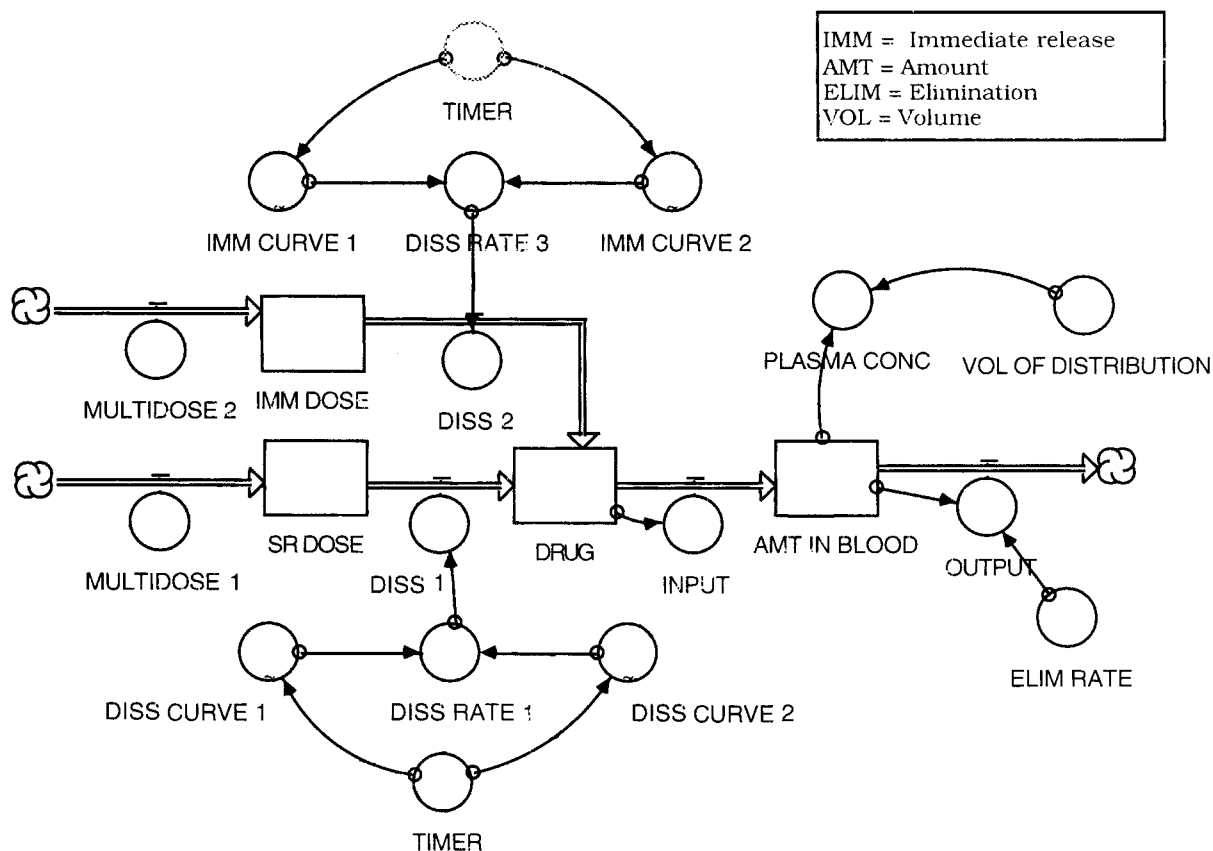 IMM = Immediate release
AMT = Amount
ELIM = Elimination
VOL = Volume
TIMER
IMM CURVE 1
DISS RATE 3
IMM CURVE 2
PLASMA CONC
VOL OF DISTRIBUTION
MULTIDOSE 2
IMM DOSE
DISS 2
MULTIDOSE 1
SR DOSE
DISS 1
DRUG
INPUT
AMT IN BLOOD
OUTPUT
ELIM RATE
DISS CURVE 1
DISS RATE 1
DISS CURVE 2
TIMER